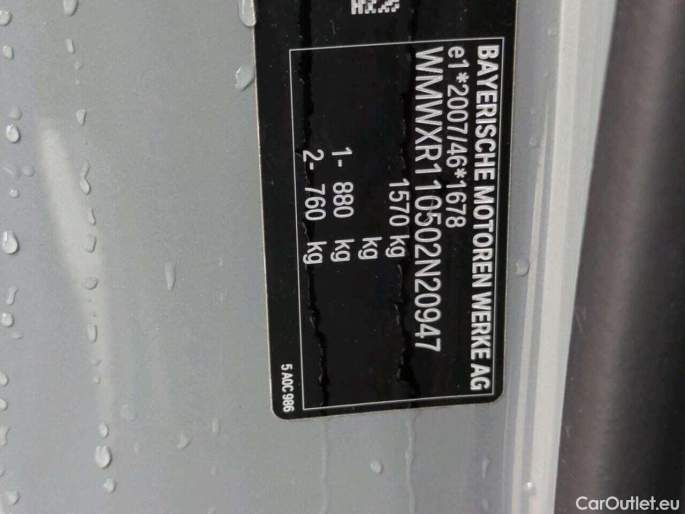 BAYERISCHE MOTOREN WERKE AG
e1*2007/46*1678
WMWXR110502N20947
1570 kg
1- 880 kg
2- 760 kg
5 A0C 986
CarOutlet.eu